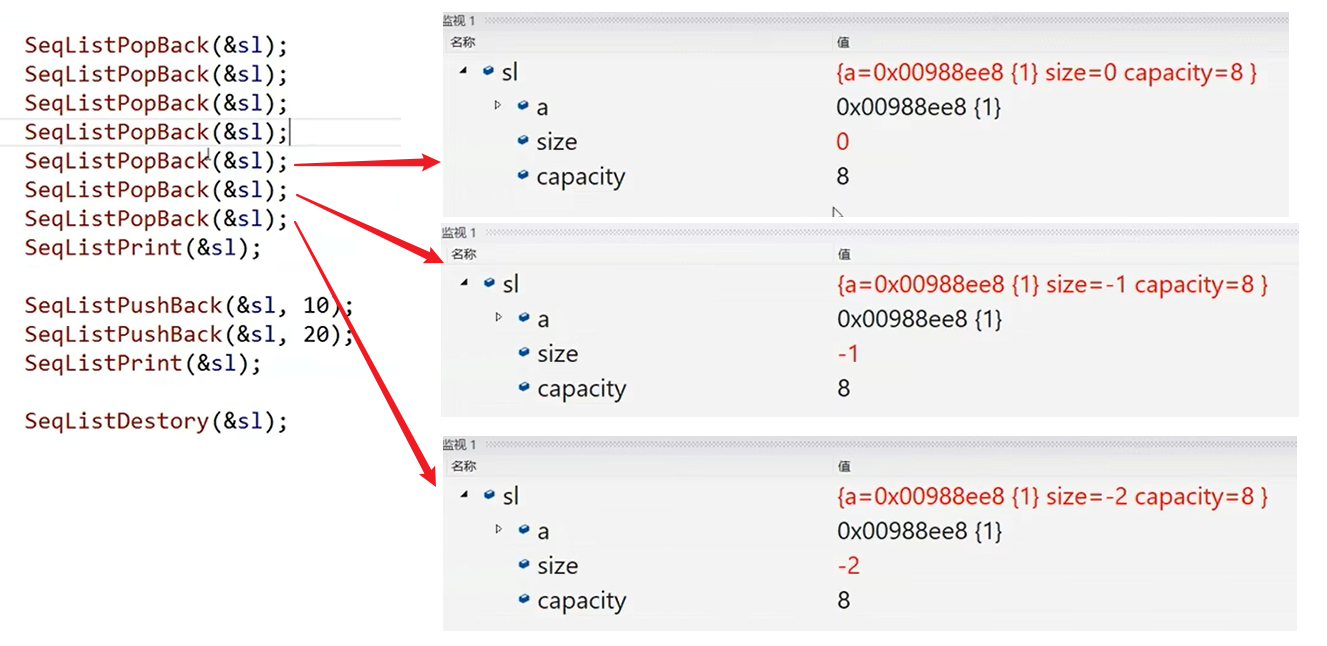 SeqListPopBack(&sl);
SeqListPopBack(&sl);
SeqListPopBack(&sl);
SeqListPopBack(&sl);
SeqListPopBack(&sl);
SeqListPopBack(&sl);
SeqListPopBack(&sl);
SeqListPrint(&sl);
SeqListPushBack(&sl, 10);
SeqListPushBack(&sl, 20);
SeqListPrint(&sl);
SeqListDestory(&sl);
监视 1
名称 值
sl {a=0x00988ee8 {1} size=0 capacity=8 }
a 0x00988ee8 {1}
size 0
capacity 8
监视 1
名称 值
sl {a=0x00988ee8 {1} size=-1 capacity=8 }
a 0x00988ee8 {1}
size -1
capacity 8
监视 1
名称 值
sl {a=0x00988ee8 {1} size=-2 capacity=8 }
a 0x00988ee8 {1}
size -2
capacity 8